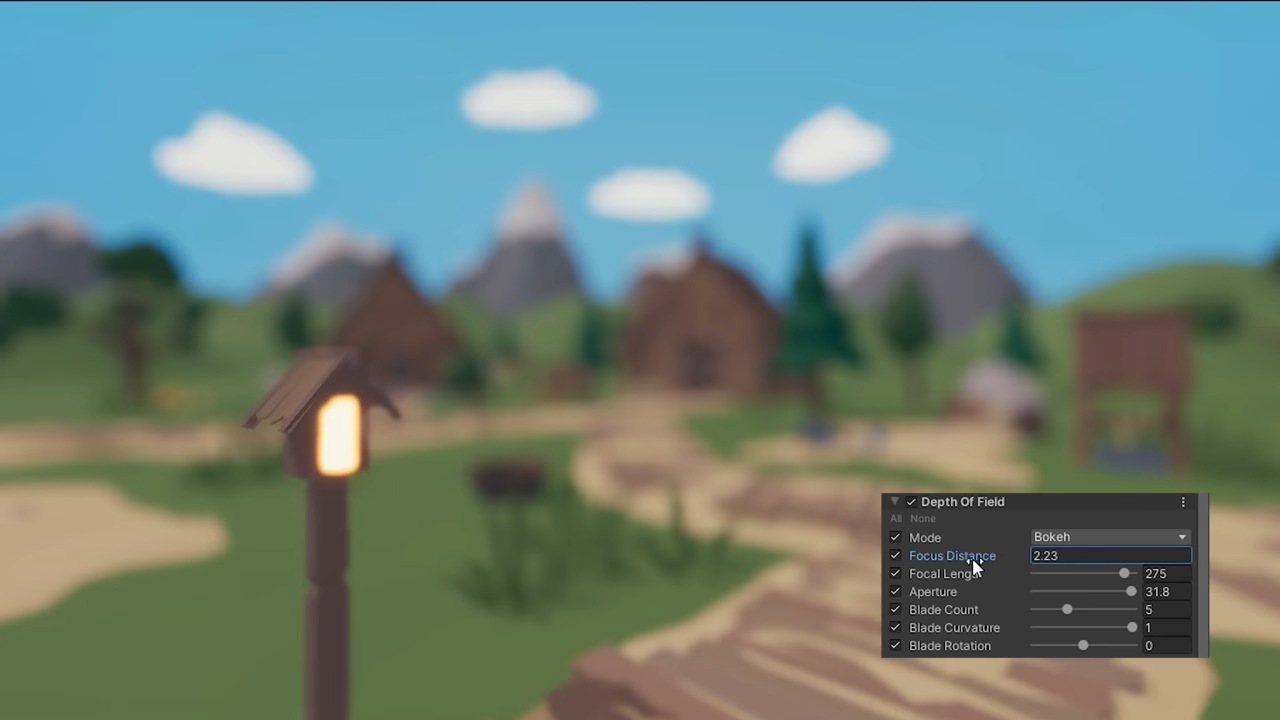 Depth Of Field
All None
Mode Bokeh
Focus Distance 2.23
Focal Length 275
Aperture 31.8
Blade Count 5
Blade Curvature 1
Blade Rotation 0